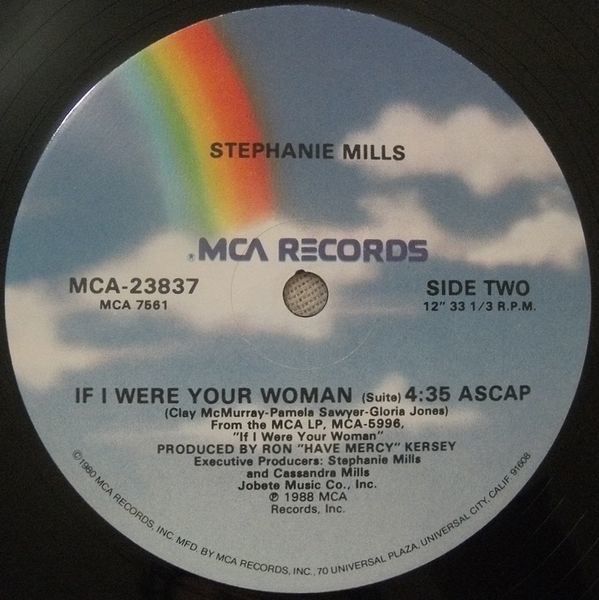 STEPHANIE MILLS
® MCA RECORDS
MCA-23837
MCA 7561
SIDE TWO
12" 33 1/3 R.P.M.
IF I WERE YOUR WOMAN (Suite) 4:35 ASCAP
(Clay McMurray-Pamela Sawyer-Gloria Jones)
From the MCA LP, MCA-5996,
"If I Were Your Woman"
PRODUCED BY RON "HAVE MERCY" KERSEY
Executive Producers: Stephanie Mills
and Cassandra Mills
Jobete Music Co., Inc.
℗ 1988 MCA
Records, Inc.
©1980 MCA RECORDS, INC. MFD. BY MCA RECORDS, INC., 70 UNIVERSAL PLAZA, UNIVERSAL CITY, CALIF. 91608